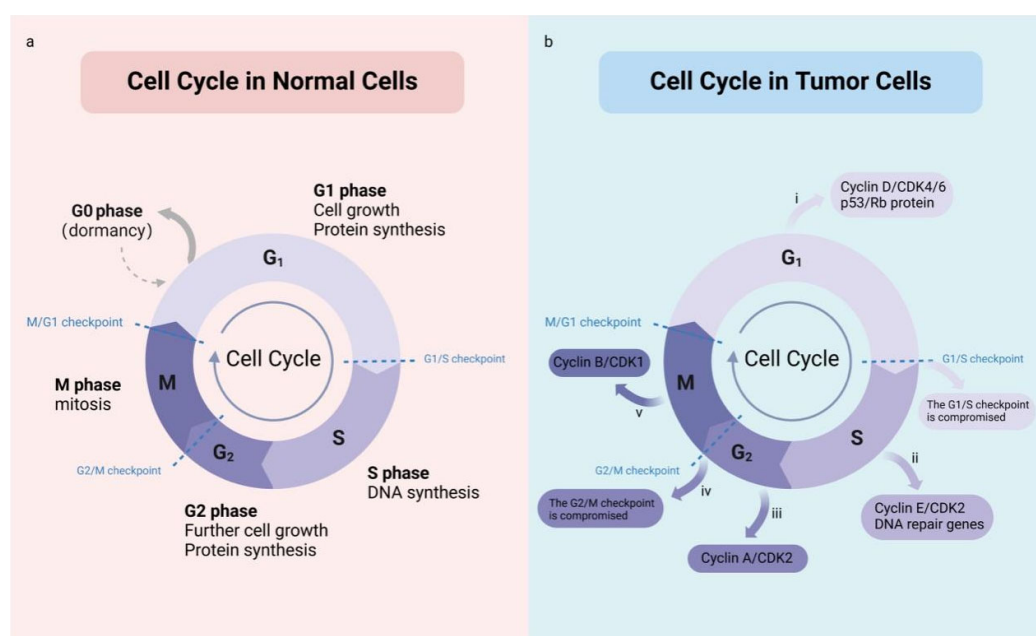 a
Cell Cycle in Normal Cells
G0 phase
(dormancy)
G1 phase
Cell growth
Protein synthesis
G₁
M/G1 checkpoint
Cell Cycle
G1/S checkpoint
M phase
mitosis
M
G₂
S
G2/M checkpoint
S phase
DNA synthesis
G2 phase
Further cell growth
Protein synthesis
b
Cell Cycle in Tumor Cells
i
Cyclin D/CDK4/6
p53/Rb protein
G₁
M/G1 checkpoint
Cyclin B/CDK1
Cell Cycle
G1/S checkpoint
M
v
The G1/S checkpoint
is compromised
G₂
S
G2/M checkpoint
ii
iv
The G2/M checkpoint
is compromised
iii
Cyclin E/CDK2
DNA repair genes
Cyclin A/CDK2